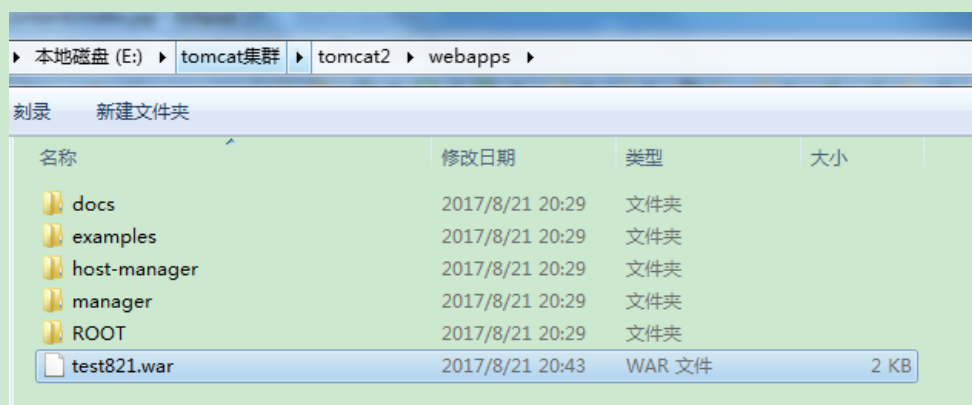 本地磁盘 (E:) tomcat集群 tomcat2 webapps
刻录 新建文件夹
名称 修改日期 类型 大小
docs 2017/8/21 20:29 文件夹
examples 2017/8/21 20:29 文件夹
host-manager 2017/8/21 20:29 文件夹
manager 2017/8/21 20:29 文件夹
ROOT 2017/8/21 20:29 文件夹
test821.war 2017/8/21 20:43 WAR 文件 2 KB